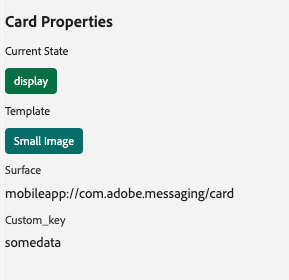 Card Properties
Current State
display
Template
Small Image
Surface
mobileapp://com.adobe.messaging/card
Custom_key
somedata